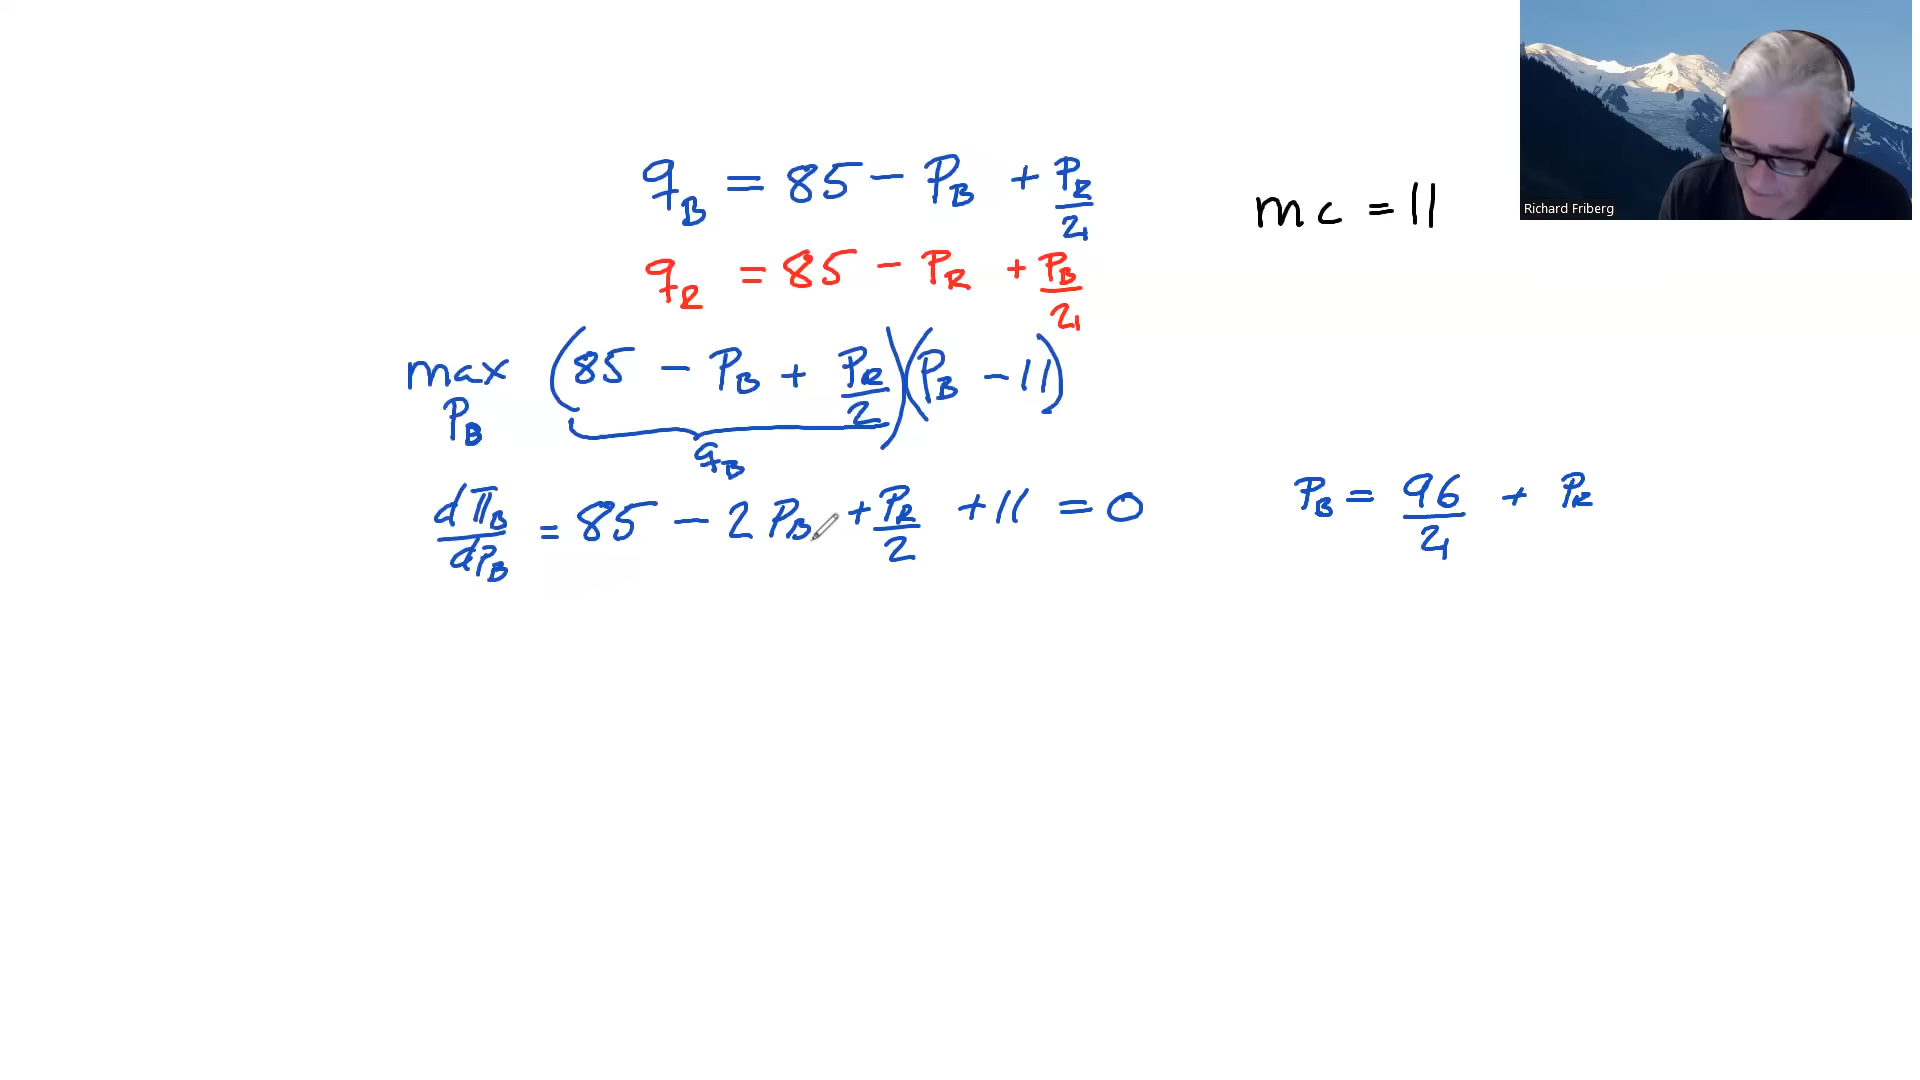 q_B = 85 - P_B + P_R/2
mc = 11
Richard Friberg
q_R = 85 - P_R + P_B/2
max P_B (85 - P_B + P_R/2)(P_B - 11)
q_B
dπ_B/dP_B = 85 - 2P_B + P_R/2 + 11 = 0
P_B = 96/2 + P_R